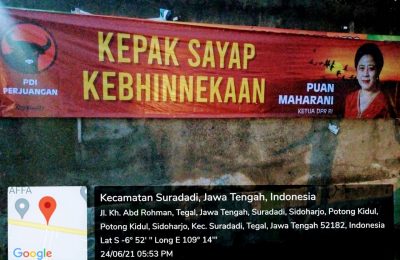 KEPAK SAYAP
KEBHINNEKAAN
PDI
PERJUANGAN
PUAN
MAHARANI
KETUA DPR RI
AFFA
Google
Kecamatan Suradadi, Jawa Tengah, Indonesia
Jl. Kh. Abd Rohman, Tegal, Jawa Tengah, Suradadi, Sidoharjo, Potong Kidul,
Potong Kidul, Sidoharjo, Kec. Suradadi, Tegal, Jawa Tengah 52182, Indonesia
Lat S -6° 52' " Long E 109° 14'"
24/06/21 05:53 PM